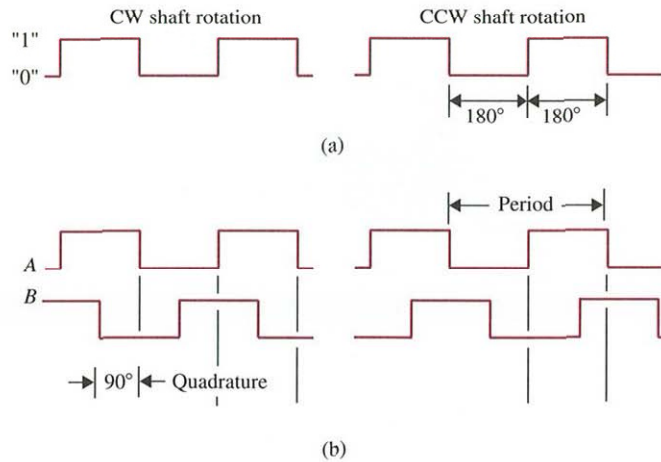 CW shaft rotation
CCW shaft rotation
"1"
"0"
180°
180°
(a)
Period
A
B
90°
Quadrature
(b)